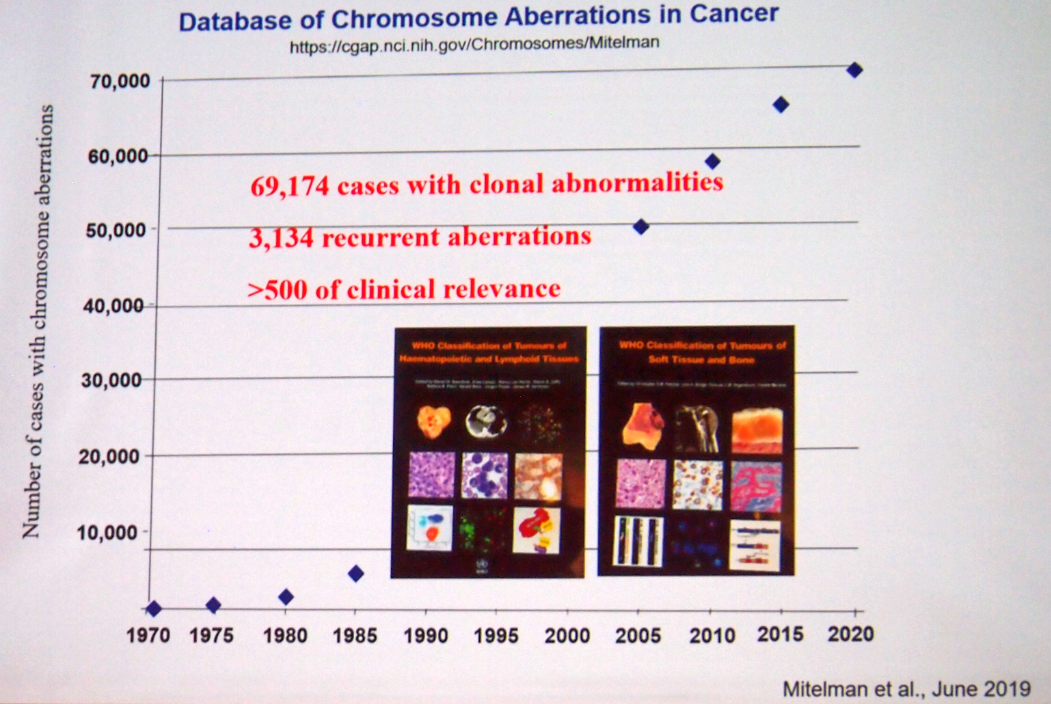 Database of Chromosome Aberrations in Cancer
https://cgap.nci.nih.gov/Chromosomes/Mitelman
Number of cases with chromosome aberrations
70,000
60,000
50,000
40,000
30,000
20,000
10,000
69,174 cases with clonal abnormalities
3,134 recurrent aberrations
>500 of clinical relevance
WHO Classification of Tumours of
Haematopoietic and Lymphoid Tissues
WHO Classification of Tumours of
Soft Tissue and Bone
1970 1975 1980 1985 1990 1995 2000 2005 2010 2015 2020
Mitelman et al., June 2019